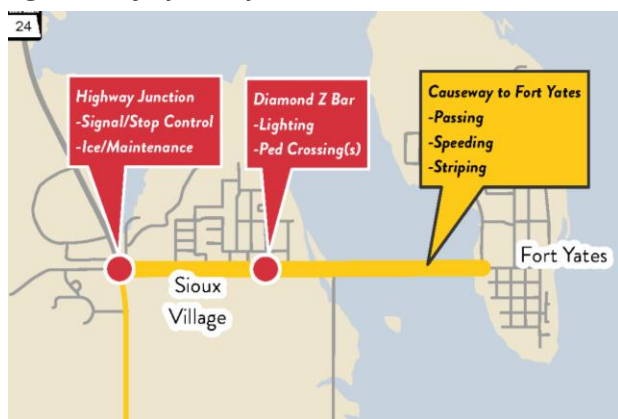 24
Highway Junction
-Signal/Stop Control
-Ice/Maintenance
Diamond Z Bar
-Lighting
-Ped Crossing(s)
Causeway to Fort Yates
-Passing
-Speeding
-Striping
Sioux
Village
Fort Yates